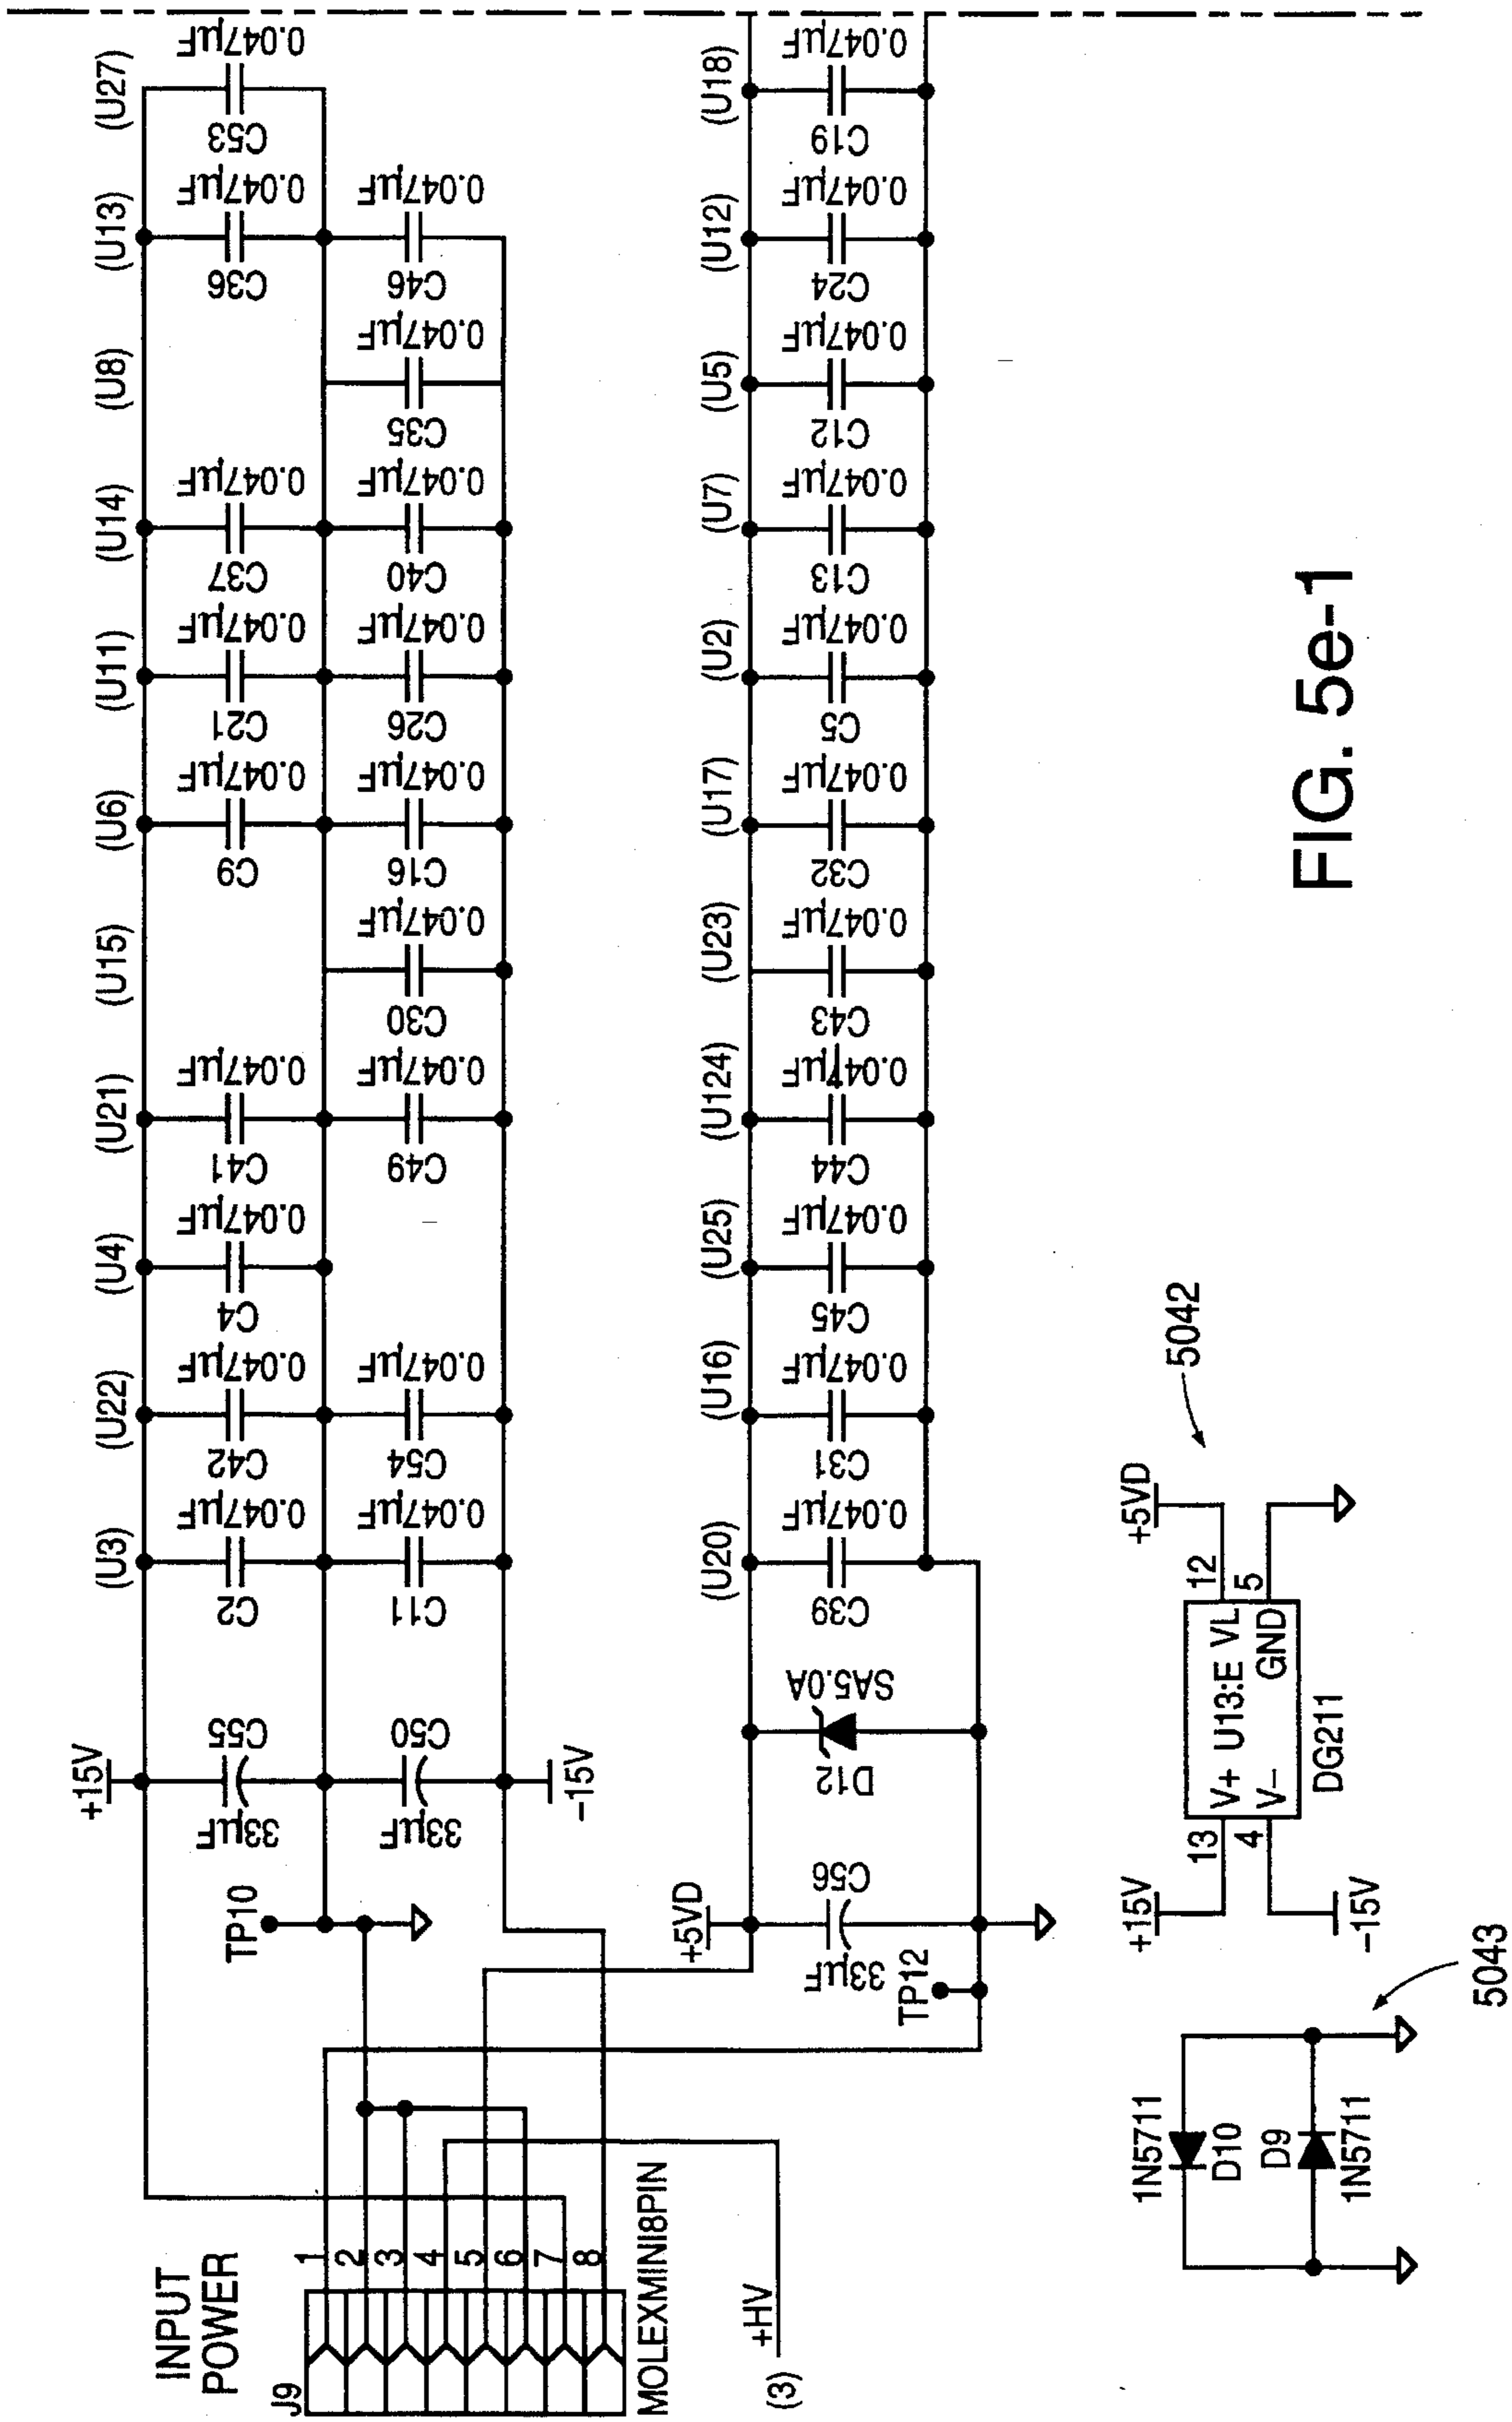 INPUT
POWER
J9
1
2
3
4
5
6
7
8
MOLEXMINI8PIN
+HV
(3)
TP10
+15V
C55
33µF
C50
33µF
-15V
(U3)
C2
0.047µF
C11
0.047µF
(U22)
C42
0.047µF
C54
0.047µF
(U4)
C4
0.047µF
(U21)
C41
0.047µF
C49
0.047µF
(U15)
C30
0.047µF
(U6)
C9
0.047µF
C16
0.047µF
(U11)
C21
0.047µF
C26
0.047µF
(U14)
C37
0.047µF
C40
0.047µF
(U8)
C35
0.047µF
(U13)
C36
0.047µF
C46
0.047µF
(U27)
C53
0.047µF
+5VD
C56
33µF
TP12
D12
SA5.0A
(U20)
C39
0.047µF
(U16)
C31
0.047µF
(U25)
C45
0.047µF
(U124)
C44
0.047µF
(U23)
C43
0.047µF
(U17)
C32
0.047µF
(U2)
C5
0.047µF
(U7)
C13
0.047µF
(U5)
C12
0.047µF
(U12)
C24
0.047µF
(U18)
C19
0.047µF
1N5711
D10
D9
1N5711
5043
+15V
13
4
-15V
V+ U13:E VL
V- GND
DG211
12
5
+5VD
5042
FIG. 5e-1